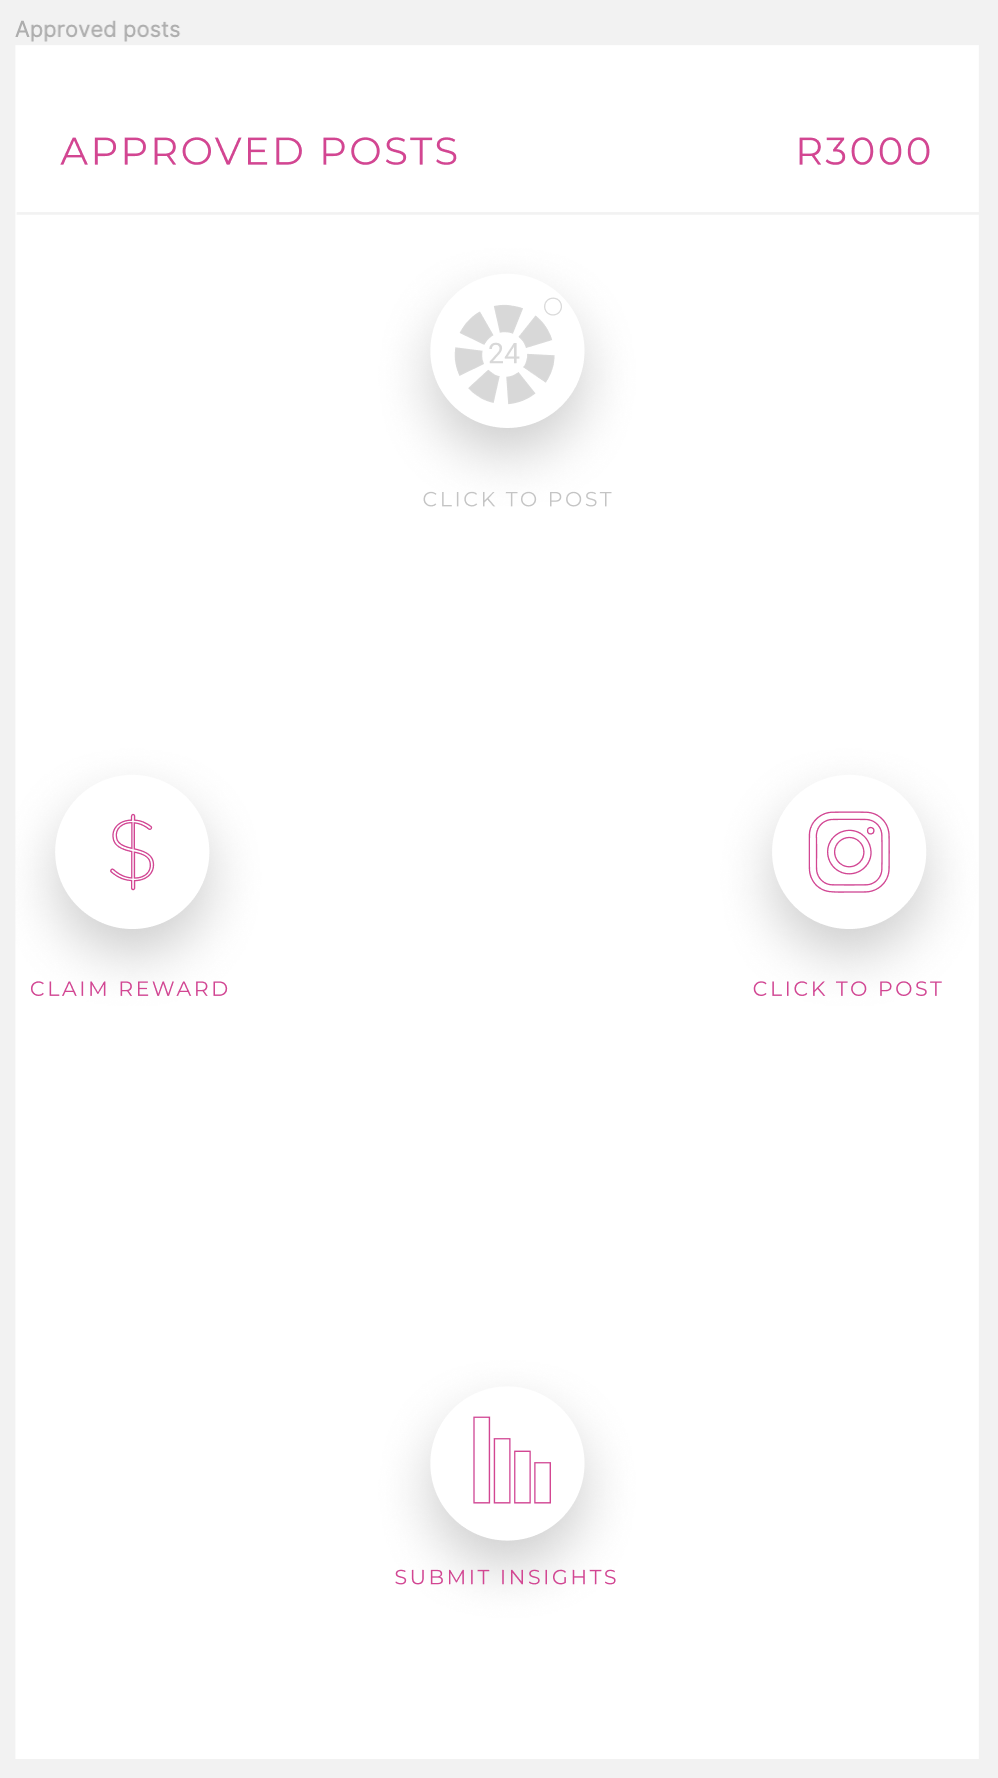 Approved posts
APPROVED POSTS R3000
24
CLICK TO POST
$
CLAIM REWARD
CLICK TO POST
SUBMIT INSIGHTS